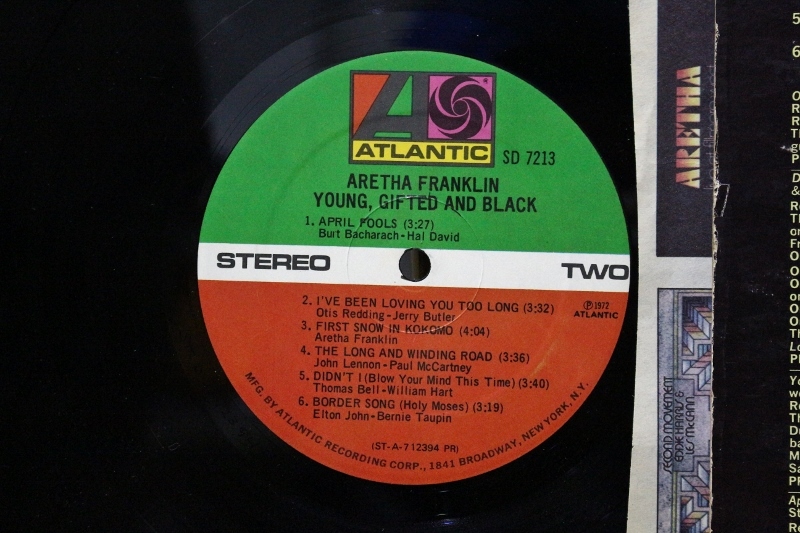 ATLANTIC
SD 7213
ARETHA FRANKLIN
YOUNG, GIFTED AND BLACK
1. APRIL FOOLS (3:27)
Burt Bacharach-Hal David
STEREO
TWO
2. I'VE BEEN LOVING YOU TOO LONG (3:32)
Otis Redding-Jerry Butler
℗1972
ATLANTIC
3. FIRST SNOW IN KOKOMO (4:04)
Aretha Franklin
4. THE LONG AND WINDING ROAD (3:36)
John Lennon-Paul McCartney
5. DIDN'T I (Blow Your Mind This Time) (3:40)
Thomas Bell-William Hart
6. BORDER SONG (Holy Moses) (3:19)
Elton John-Bernie Taupin
(ST-A-712394 PR)
MFG. BY ATLANTIC RECORDING CORP., 1841 BROADWAY, NEW YORK, N.Y.
ARETHA
SECOND MOVEMENT
EDDIE HARRIS &
LES McCANN